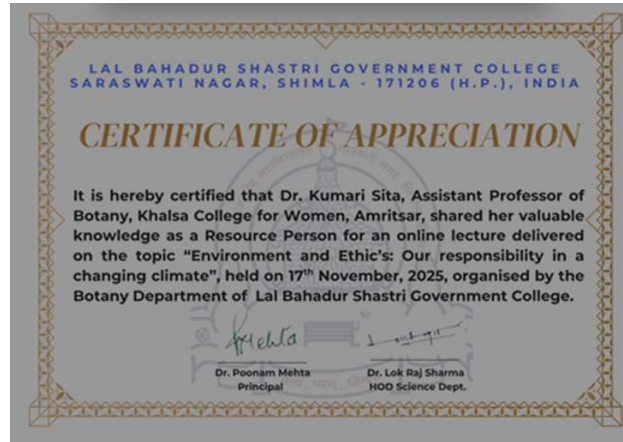 LAL BAHADUR SHASTRI GOVERNMENT COLLEGE
SARASWATI NAGAR, SHIMLA - 171206 (H.P.), INDIA
CERTIFICATE OF APPRECIATION
It is hereby certified that Dr. Kumari Sita, Assistant Professor of
Botany, Khalsa College for Women, Amritsar, shared her valuable
knowledge as a Resource Person for an online lecture delivered
on the topic “Environment and Ethic’s: Our responsibility in a
changing climate”, held on 17th November, 2025, organised by the
Botany Department of Lal Bahadur Shastri Government College.
PMehta
Dr. Poonam Mehta
Dr. Lok Raj Sharma
Principal
HOD Science Dept.